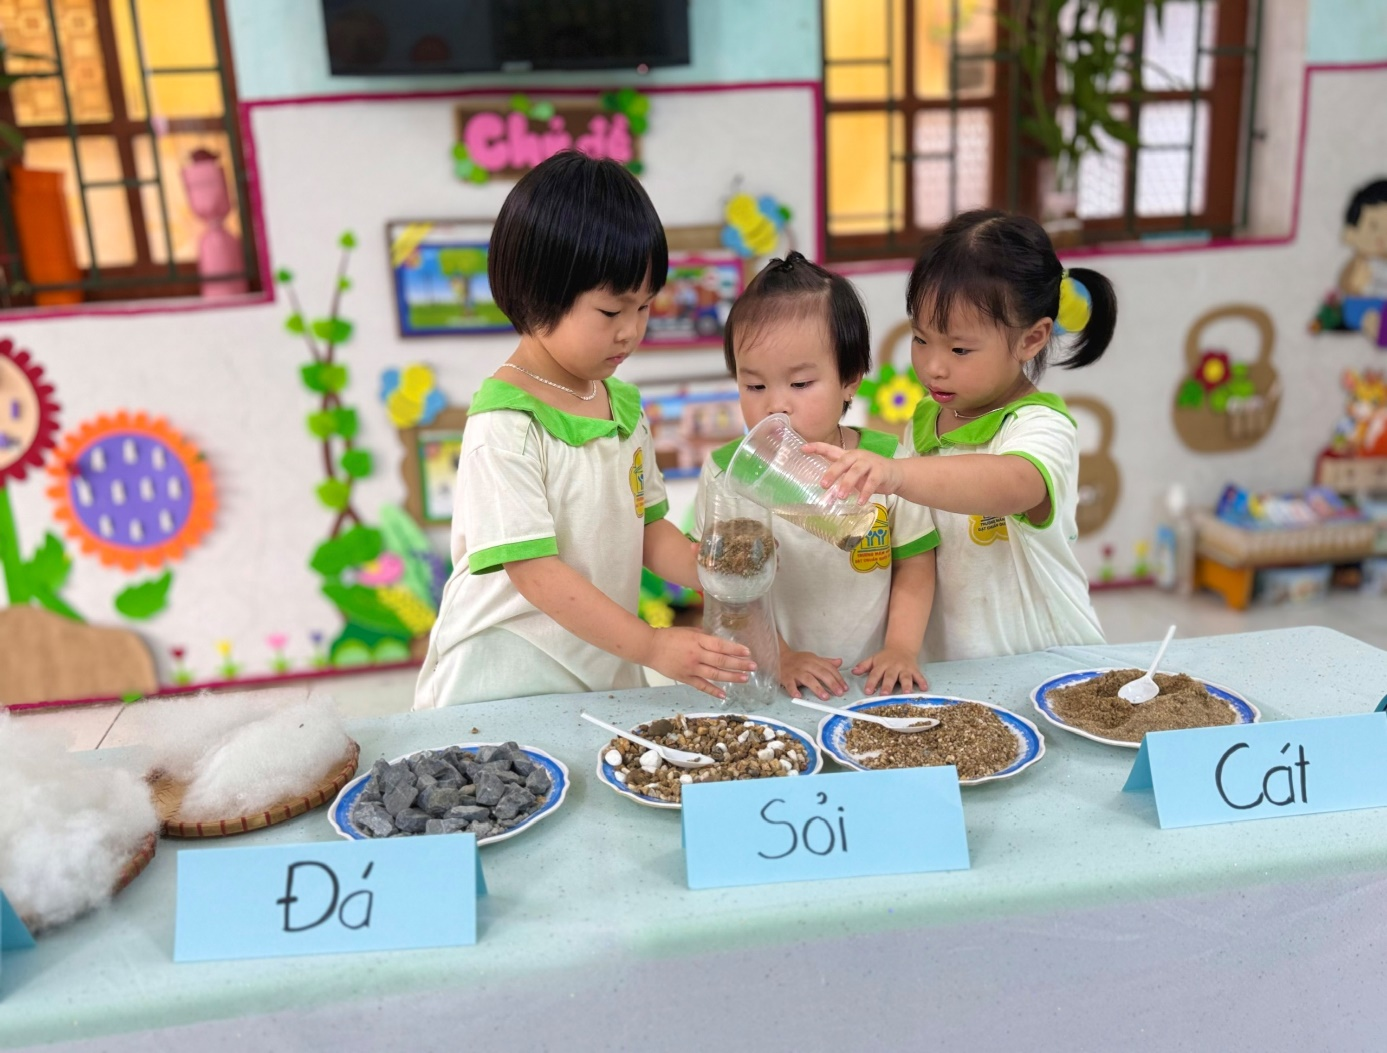 Chủ đề
Đá
Sỏi
Cát